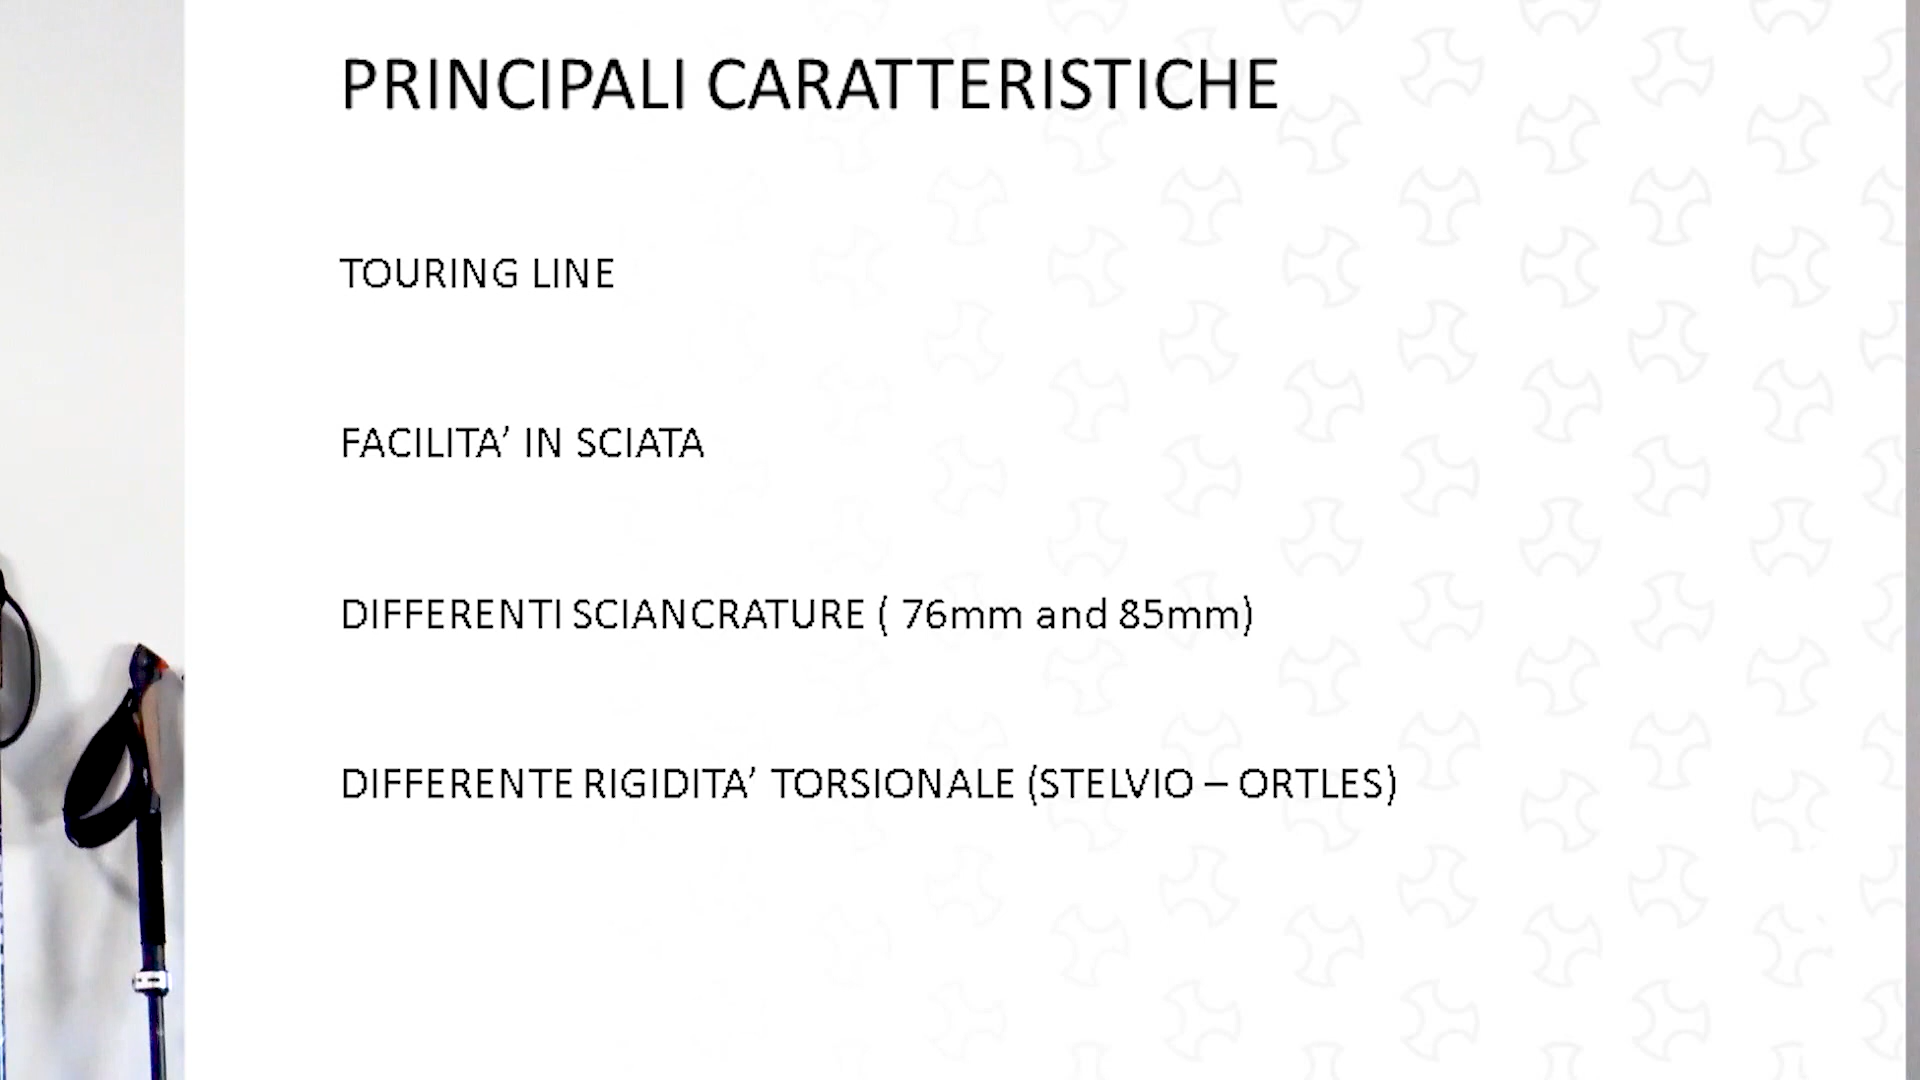 PRINCIPALI CARATTERISTICHE
TOURING LINE
FACILITA’ IN SCIATA
DIFFERENTI SCIANCRATURE ( 76mm and 85mm)
DIFFERENTE RIGIDITA’ TORSIONALE (STELVIO – ORTLES)